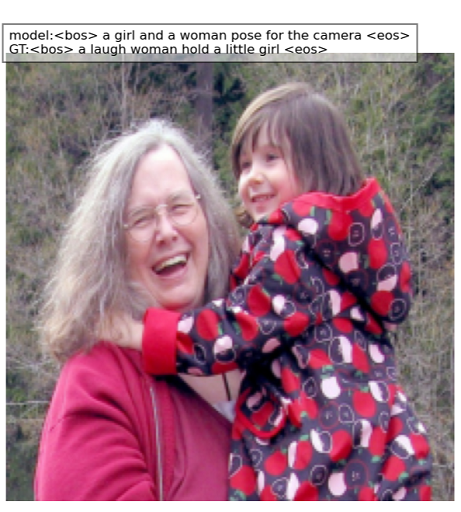 model:<bos> a girl and a woman pose for the camera <eos>
GT:<bos> a laugh woman hold a little girl <eos>